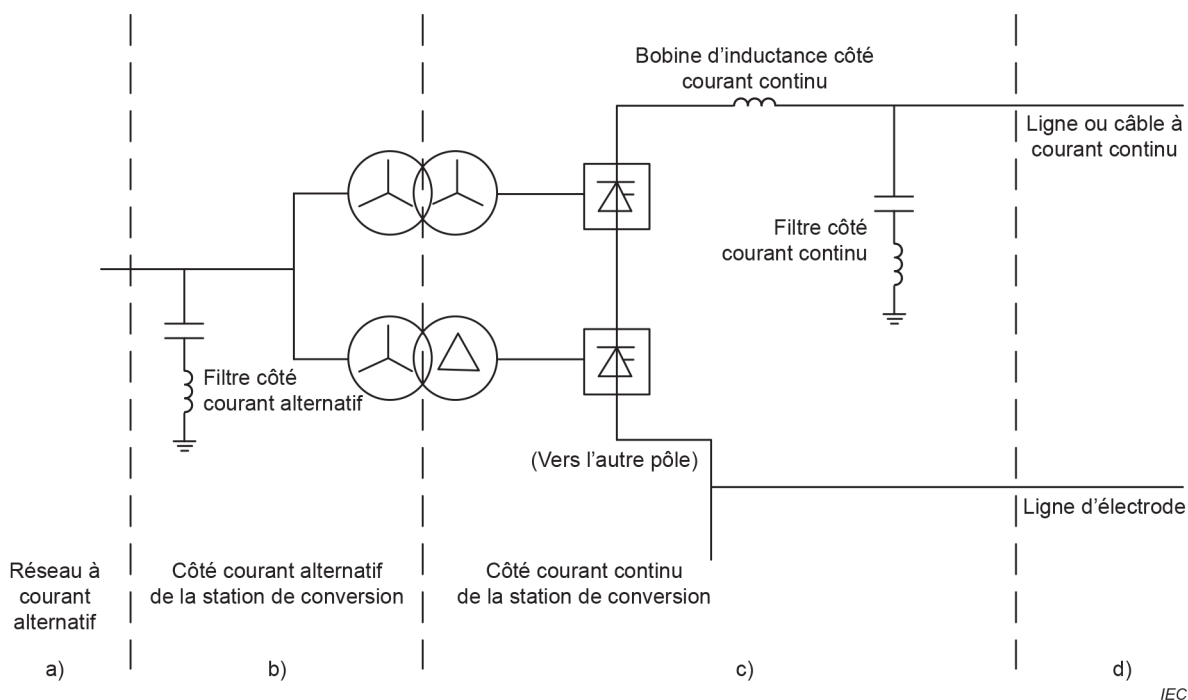 Bobine d’inductance côté
courant continu
Ligne ou câble à
courant continu
Filtre côté
courant continu
Filtre côté
courant alternatif
(Vers l’autre pôle)
Ligne d’électrode
Réseau à
courant
alternatif
Côté courant alternatif
de la station de conversion
Côté courant continu
de la station de conversion
a)
b)
c)
d)
IEC